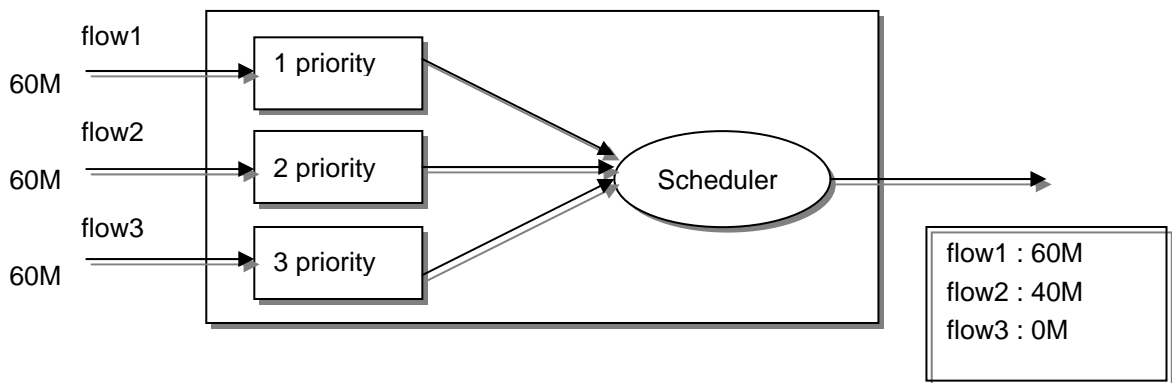 flow1
60M
1 priority
flow2
60M
2 priority
flow3
60M
3 priority
Scheduler
flow1 : 60M
flow2 : 40M
flow3 : 0M